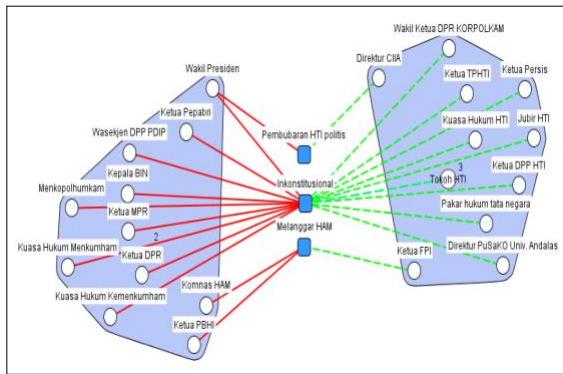 Wakil Ketua DPR KORPOLKAM
Direktur CIIA
Wakil Presiden
Ketua TPHTI
Ketua Persis
Ketua Pepabri
Kuasa Hukum HTI
Jubir HTI
Wasekjen DPP PDIP
Pembubaran HTI politis
Kepala BIN
3
Tokoh HTI
Ketua DPP HTI
Menkopolhumkam
Inkonstitusional
Ketua MPR
Pakar hukum tata negara
2
Melanggar HAM
Kuasa Hukum Menkumham
Ketua DPR
Ketua FPI
Direktur PuSaKO Univ. Andalas
Komnas HAM
Kuasa Hukum Kemenkumham
Ketua PBHI